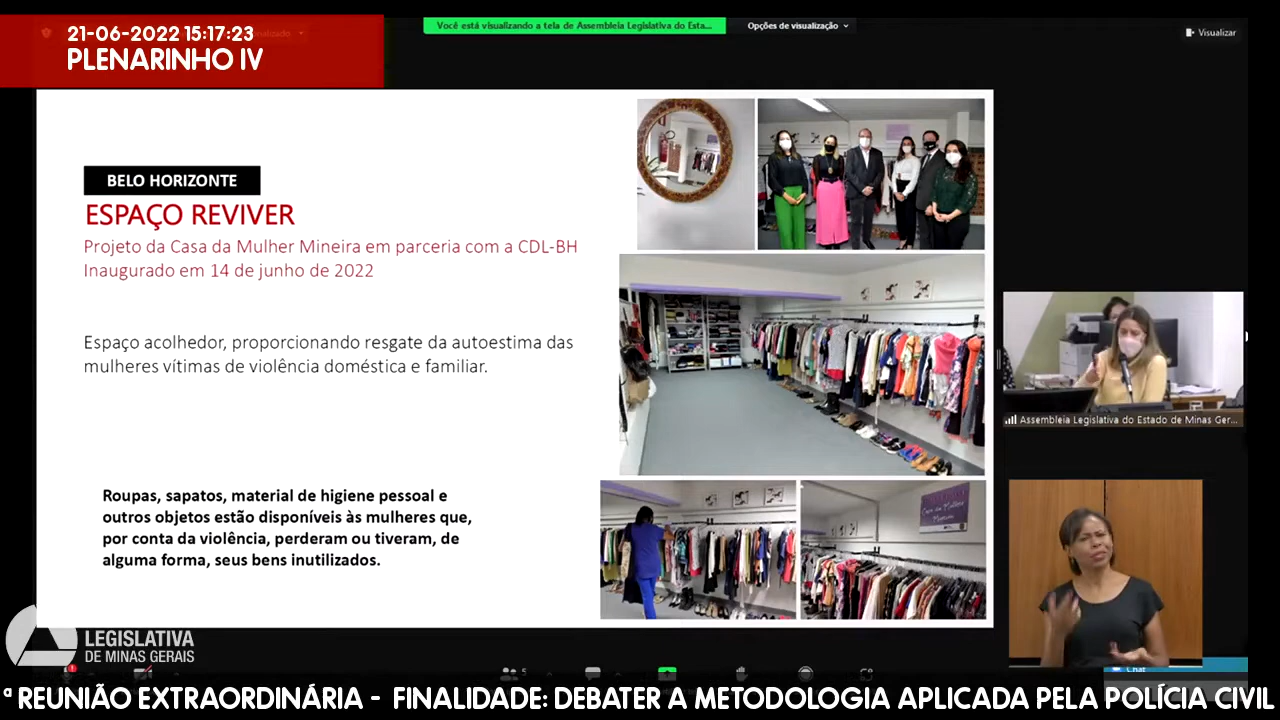 21-06-2022 15:17:23
PLENARINHO IV
Você está visualizando a tela de Assembleia Legislativa do Esta...
Opções de visualização
Visualizar
BELO HORIZONTE
ESPAÇO REVIVER
Projeto da Casa da Mulher Mineira em parceria com a CDL-BH
Inaugurado em 14 de junho de 2022
Espaço acolhedor, proporcionando resgate da autoestima das
mulheres vítimas de violência doméstica e familiar.
Roupas, sapatos, material de higiene pessoal e
outros objetos estão disponíveis às mulheres que,
por conta da violência, perderam ou tiveram, de
alguma forma, seus bens inutilizados.
Casa da Mulher
Mineira
Assembleia Legislativa do Estado de Minas Ger...
LEGISLATIVA
DE MINAS GERAIS
5
Chat
ª REUNIÃO EXTRAORDINÁRIA - FINALIDADE: DEBATER A METODOLOGIA APLICADA PELA POLÍCIA CIVIL